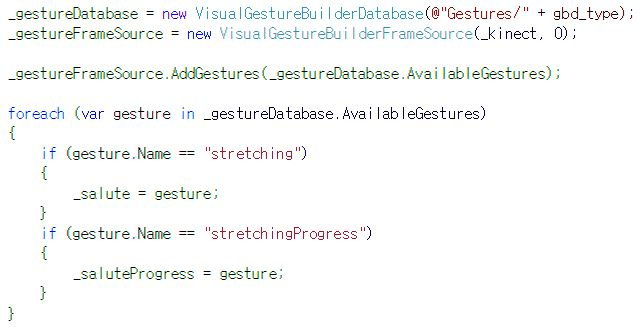 _gestureDatabase = new VisualGestureBuilderDatabase(@"Gestures/" + gbd_type);
_gestureFrameSource = new VisualGestureBuilderFrameSource(_kinect, 0);
_gestureFrameSource.AddGestures(_gestureDatabase.AvailableGestures);
foreach (var gesture in _gestureDatabase.AvailableGestures)
{
if (gesture.Name == "stretching")
{
_salute = gesture;
}
if (gesture.Name == "stretchingProgress")
{
_saluteProgress = gesture;
}
}